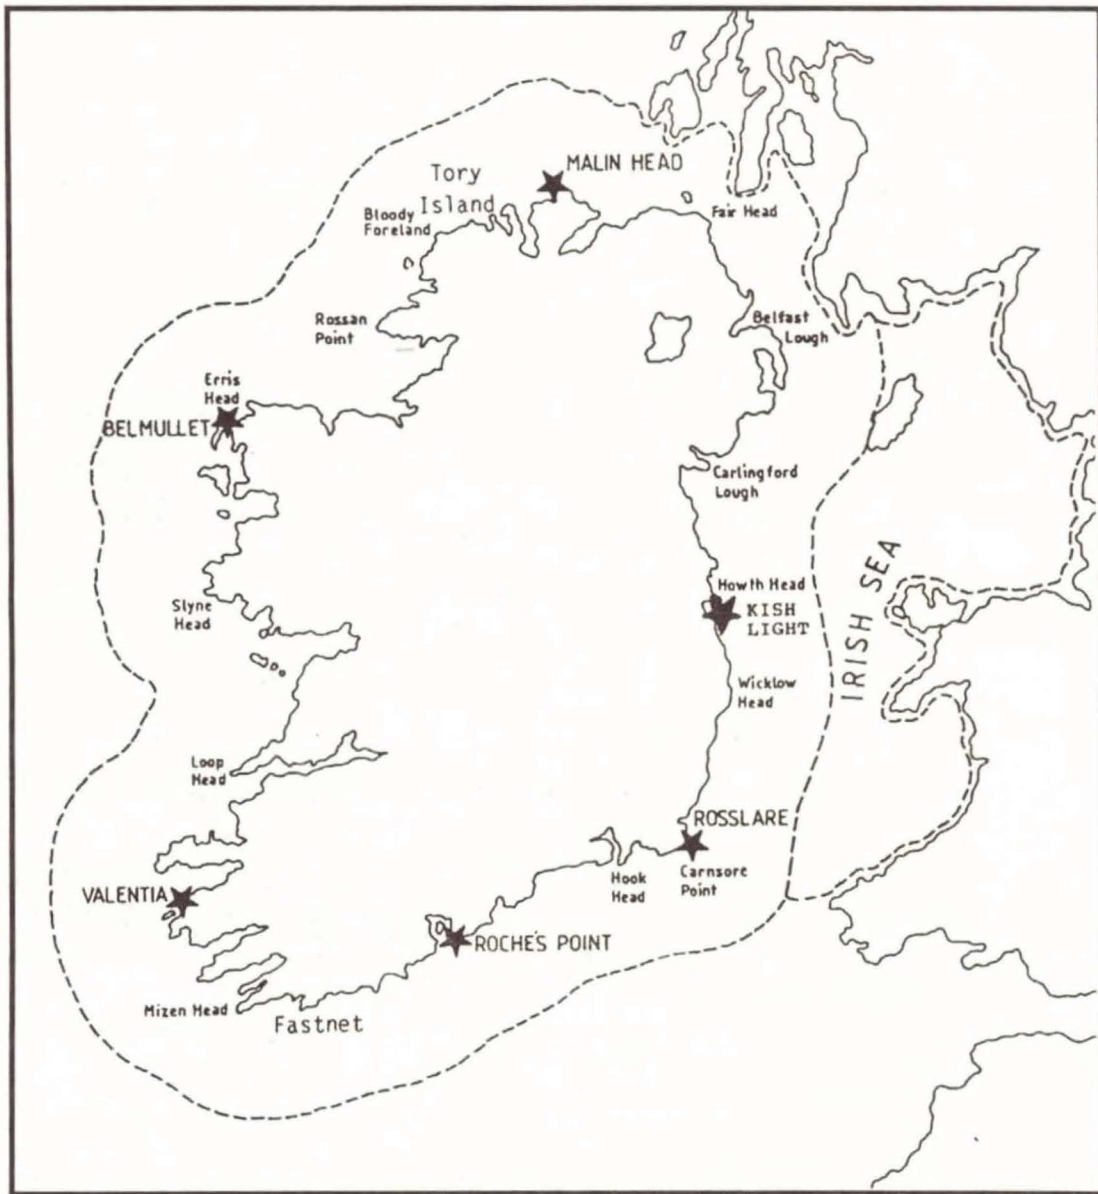 MALIN HEAD
Tory
Island
Bloody
Foreland
Fair Head
Rossan
Point
Belfast
Lough
Erris
Head
BELMULLET
Carlingford
Lough
IRISH SEA
Howth Head
KISH
LIGHT
Slyne
Head
Wicklow
Head
Loop
Head
ROSSLARE
Hook
Head
Carnsore
Point
VALENTIA
ROCHE'S POINT
Mizen Head
Fastnet